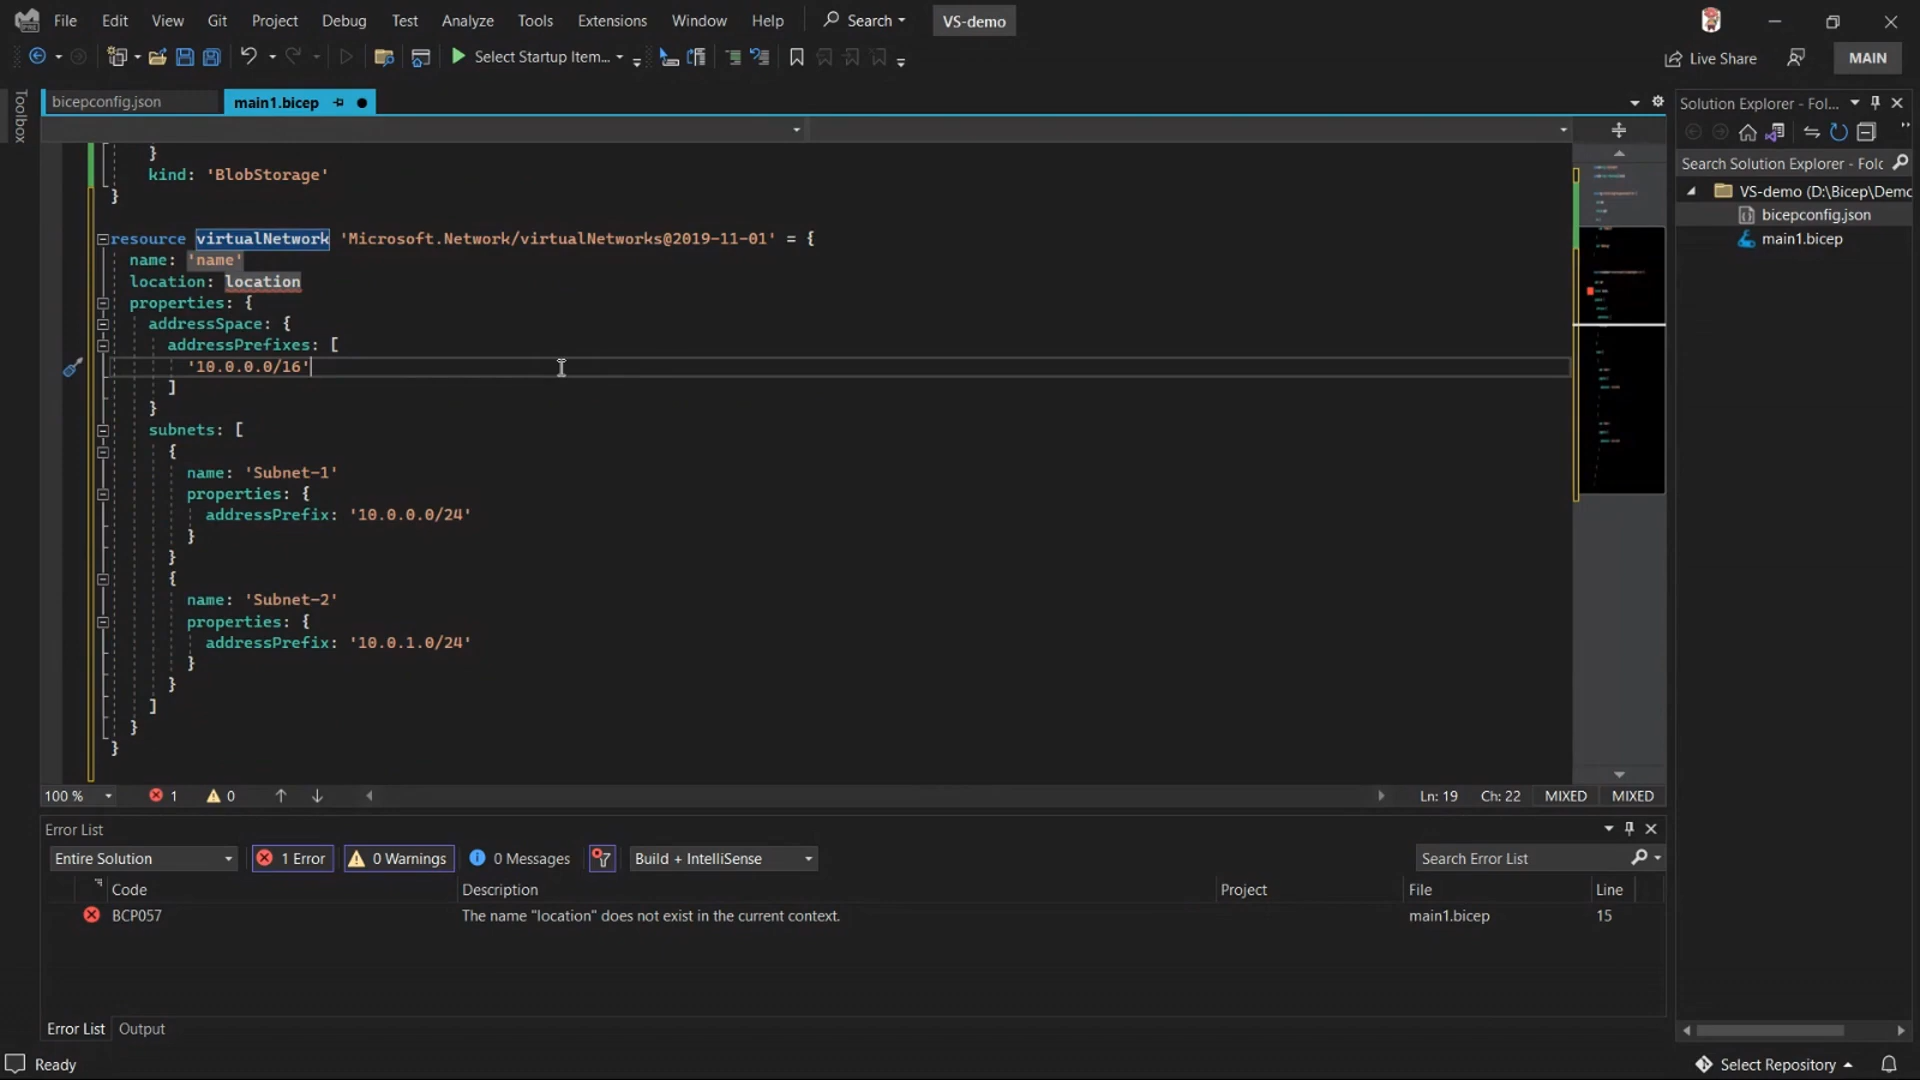 File Edit View Git Project Debug Test Analyze Tools Extensions Window Help Search VS-demo
Select Startup Item... Live Share MAIN
Toolbox
bicepconfig.json main1.bicep
}
kind: 'BlobStorage'
}
resource virtualNetwork 'Microsoft.Network/virtualNetworks@2019-11-01' = {
name: 'name'
location: location
properties: {
addressSpace: {
addressPrefixes: [
'10.0.0.0/16'
]
}
subnets: [
{
name: 'Subnet-1'
properties: {
addressPrefix: '10.0.0.0/24'
}
}
{
name: 'Subnet-2'
properties: {
addressPrefix: '10.0.1.0/24'
}
}
]
}
}
100 % 1 0 Ln: 19 Ch: 22 MIXED MIXED
Solution Explorer - Fol...
Search Solution Explorer - Folc
VS-demo (D:\Bicep\Demc
bicepconfig.json
main1.bicep
Error List
Entire Solution 1 Error 0 Warnings 0 Messages Build + IntelliSense Search Error List
Code Description Project File Line
BCP057 The name "location" does not exist in the current context. main1.bicep 15
Error List Output
Ready Select Repository